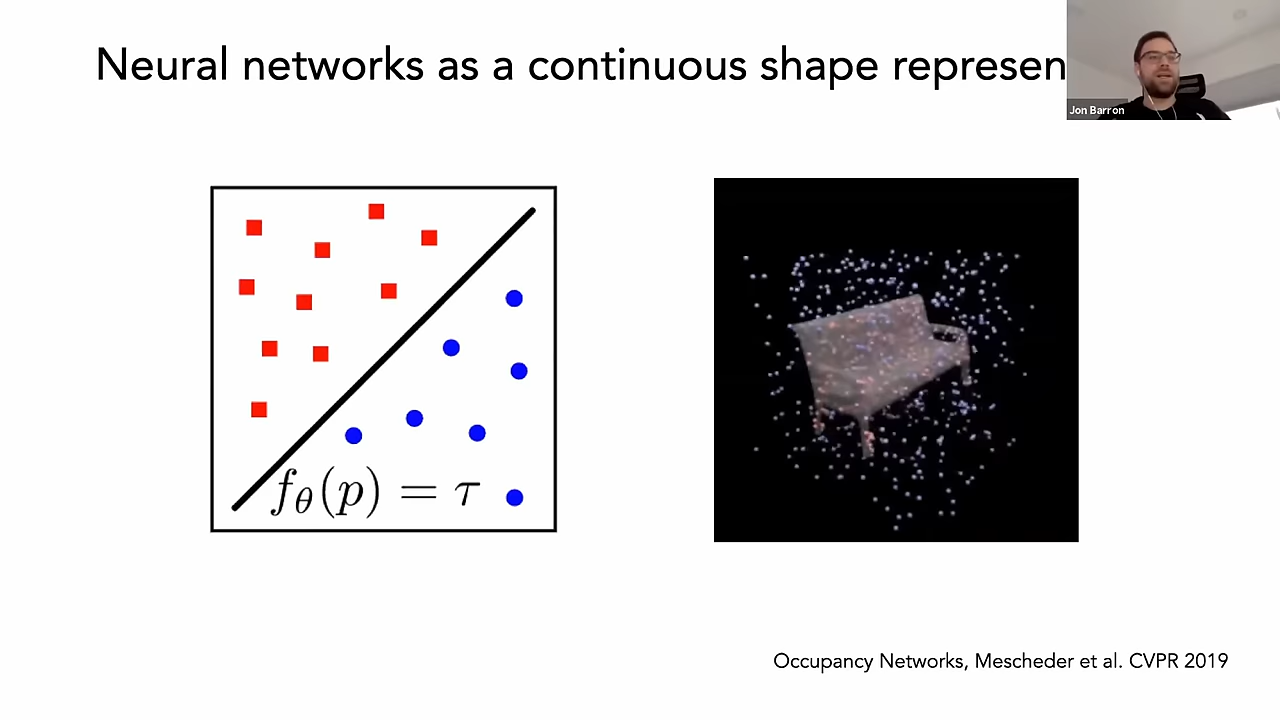 Neural networks as a continuous shape represen
Jon Barron
f_θ(p) = τ
Occupancy Networks, Mescheder et al. CVPR 2019